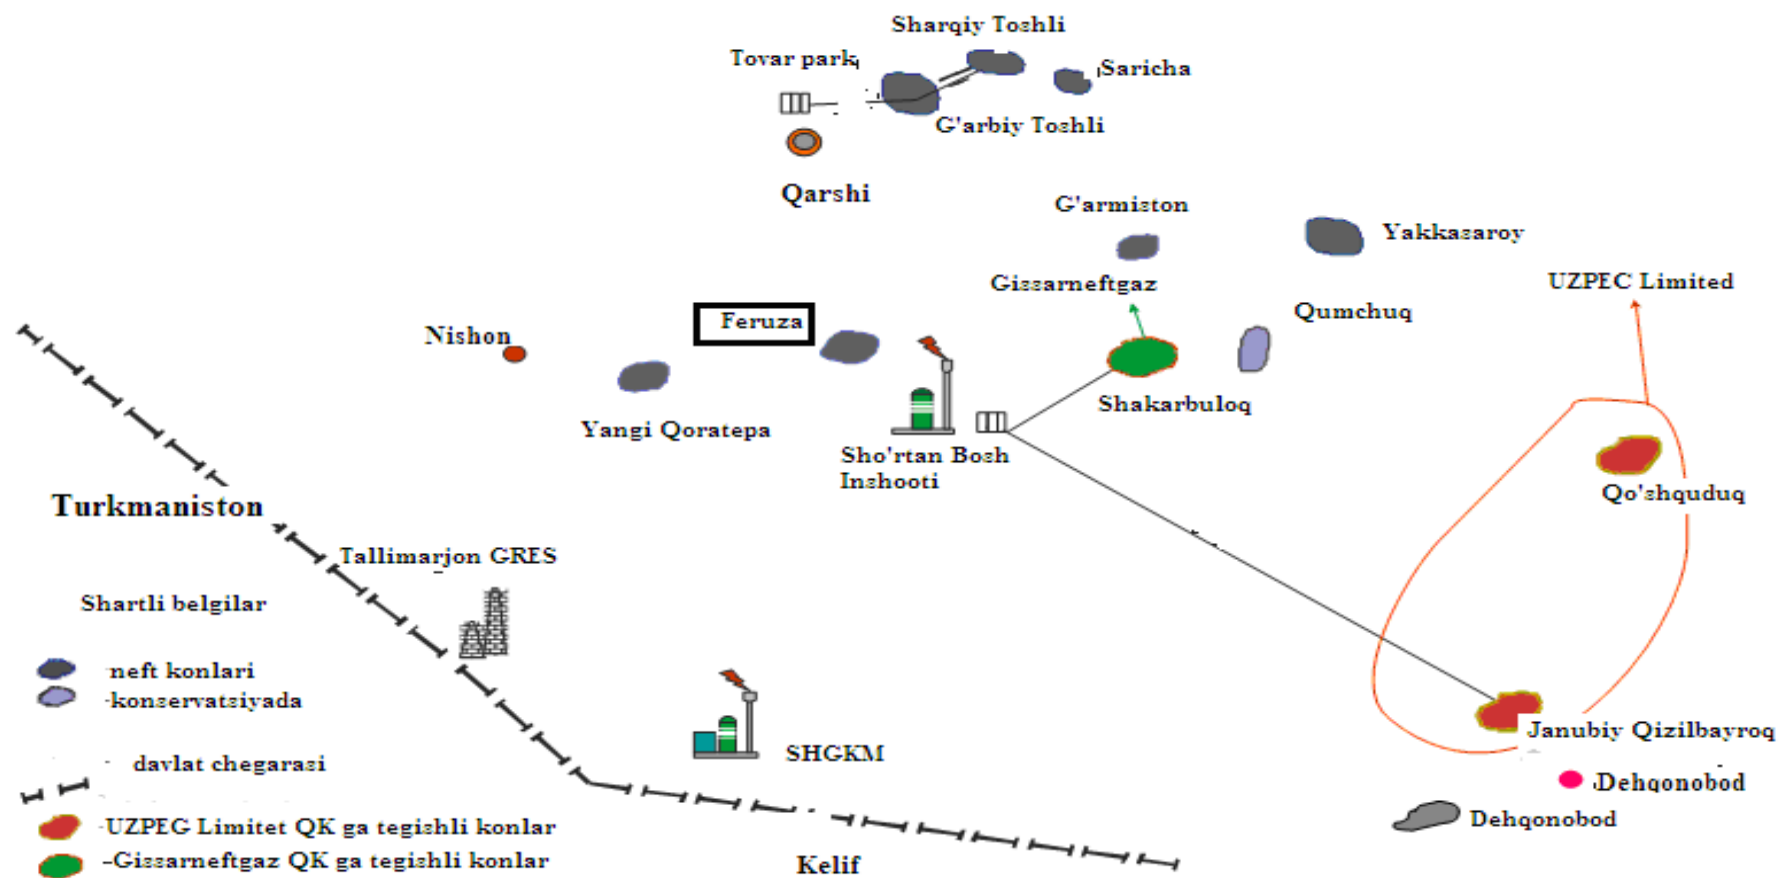 Sharqiy Toshli
Tovar park
Saricha
G'arbiy Toshli
Qarshi
G'armiston
Yakkasaroy
Gissarneftgaz
UZPEC Limited
Qumchuq
Feruza
Nishon
Shakarbuloq
Yangi Qoratepa
Sho'rtan Bosh
Inshooti
Qo'shquduq
Turkmaniston
Tallimarjon GRES
Shartli belgilar
-neft konlari
-konservatsiyada
Janubiy Qizilbayroq
SHGKM
- davlat chegarasi
Dehqonobod
Dehqonobod
-UZPEG Limitet QK ga tegishli konlar
-Gissarneftgaz QK ga tegishli konlar
Kelif